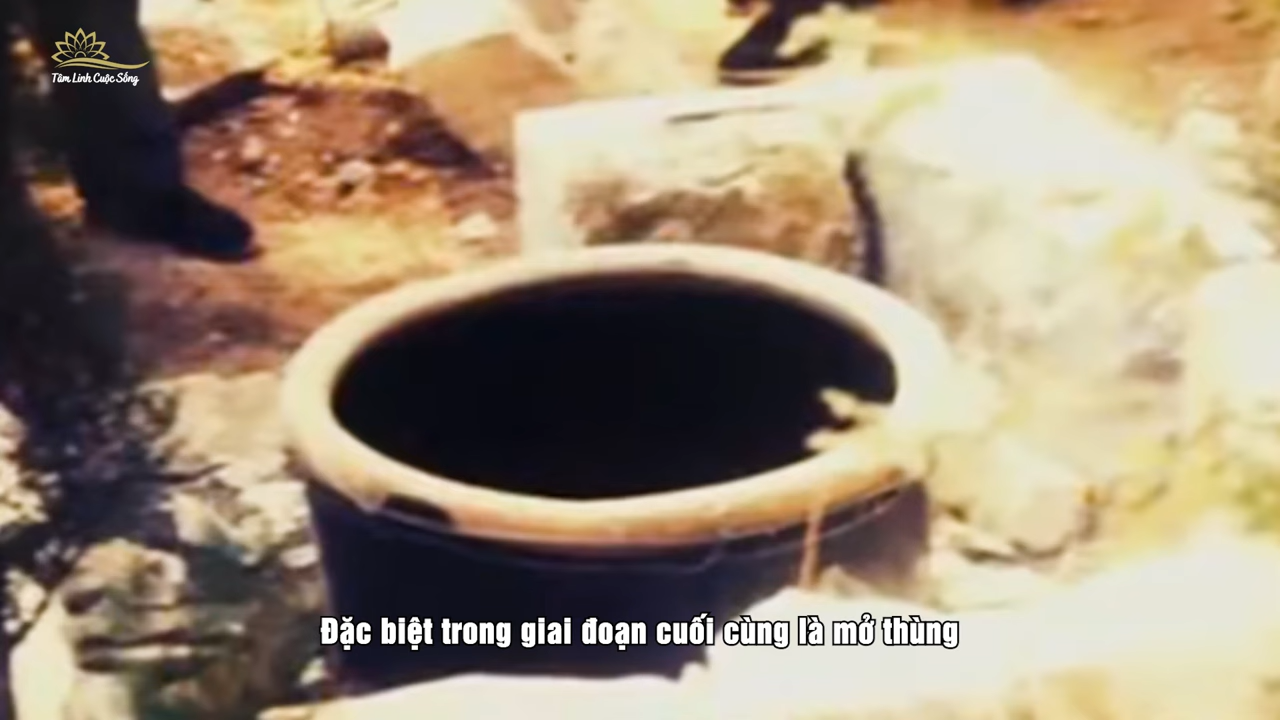 Tâm Linh Cuộc Sống
Đặc biệt trong giai đoạn cuối cùng là mở thùng